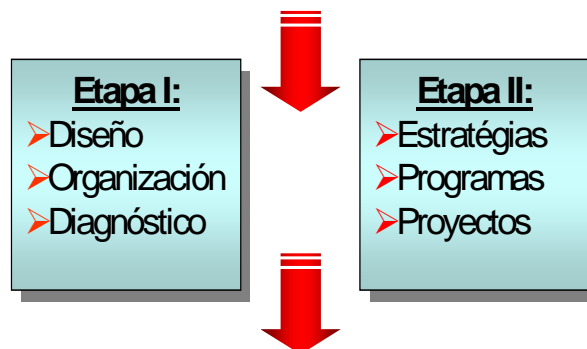 Etapa I:
Diseño
Organización
Diagnóstico
Etapa II:
Estratégias
Programas
Proyectos